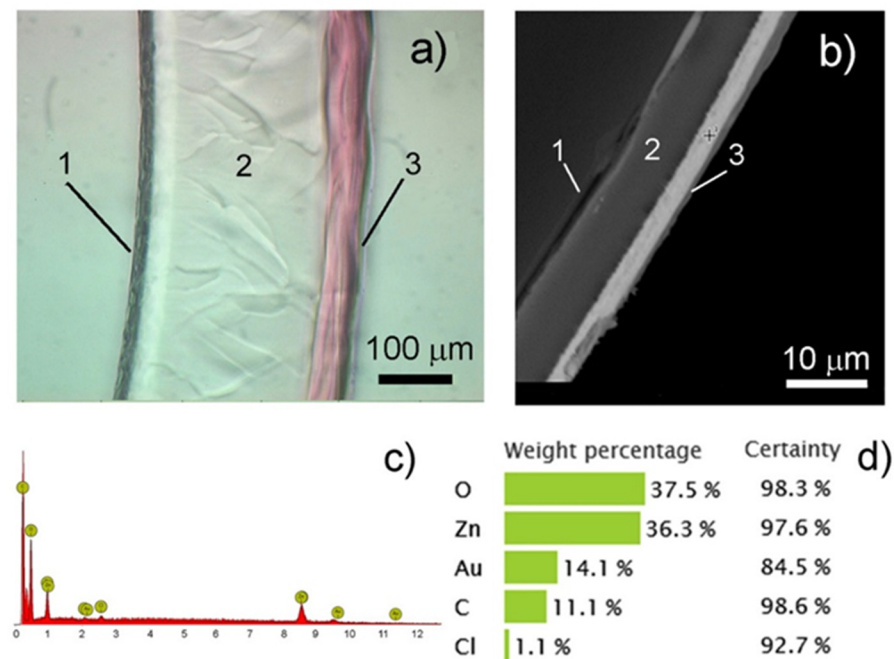 a)
1
2
3
100 μm
b)
1
2
3
10 μm
c)
0 1 2 3 4 5 6 7 8 9 10 11 12
d)
Weight percentage Certainty
O 37.5 % 98.3 %
Zn 36.3 % 97.6 %
Au 14.1 % 84.5 %
C 11.1 % 98.6 %
Cl 1.1 % 92.7 %